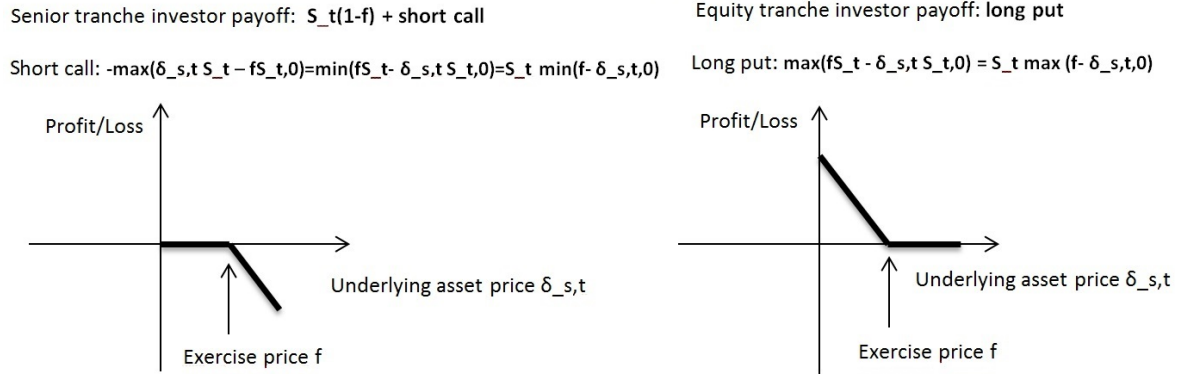 Senior tranche investor payoff: S_t(1-f) + short call
Short call: -max(δ_s,t S_t – fS_t,0)=min(fS_t- δ_s,t S_t,0)=S_t min(f- δ_s,t,0)
Profit/Loss
Underlying asset price δ_s,t
Exercise price f
Equity tranche investor payoff: long put
Long put: max(fS_t - δ_s,t S_t,0) = S_t max (f- δ_s,t,0)
Profit/Loss
Underlying asset price δ_s,t
Exercise price f